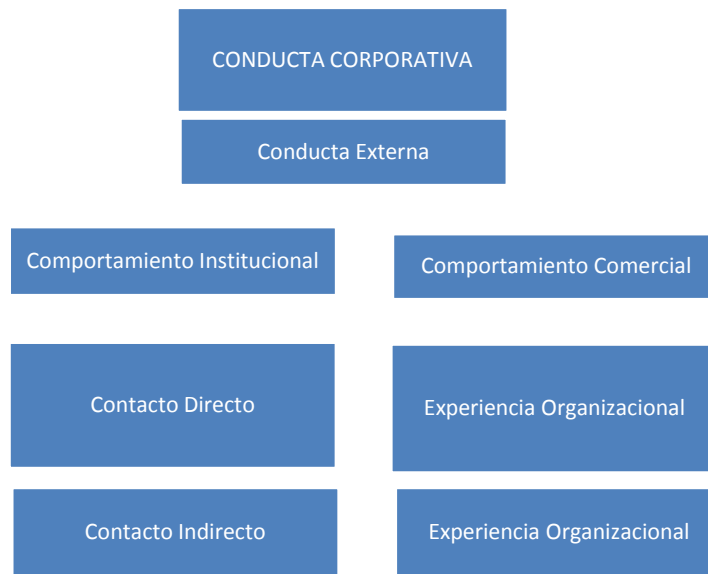 CONDUCTA CORPORATIVA
Conducta Externa
Comportamiento Institucional
Comportamiento Comercial
Contacto Directo
Experiencia Organizacional
Contacto Indirecto
Experiencia Organizacional